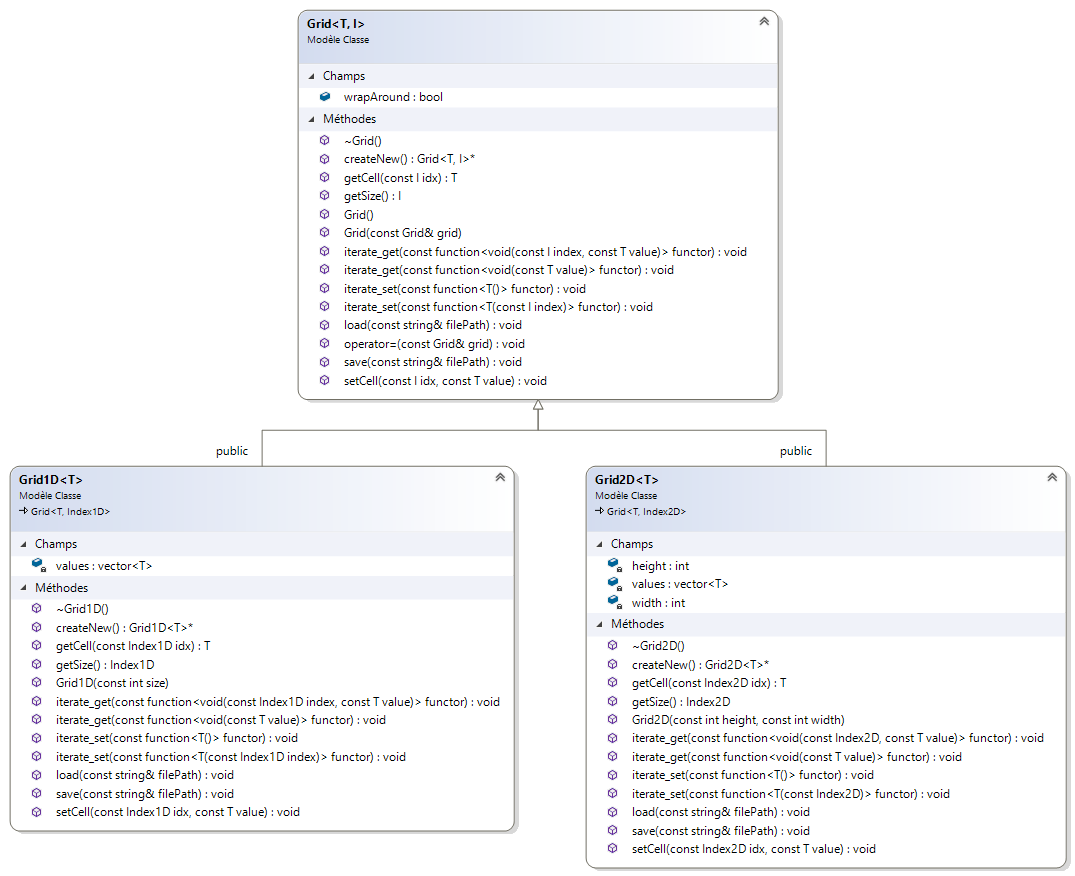 Grid<T, I>
Modèle Classe
Champs
wrapAround : bool
Méthodes
~Grid()
createNew() : Grid<T, I>*
getCell(const I idx) : T
getSize() : I
Grid()
Grid(const Grid& grid)
iterate_get(const function<void(const I index, const T value)> functor) : void
iterate_get(const function<void(const T value)> functor) : void
iterate_set(const function<T()> functor) : void
iterate_set(const function<T(const I index)> functor) : void
load(const string& filePath) : void
operator=(const Grid& grid) : void
save(const string& filePath) : void
setCell(const I idx, const T value) : void
public
public
Grid1D<T>
Modèle Classe
Grid<T, Index1D>
Champs
values : vector<T>
Méthodes
~Grid1D()
createNew() : Grid1D<T>*
getCell(const Index1D idx) : T
getSize() : Index1D
Grid1D(const int size)
iterate_get(const function<void(const Index1D index, const T value)> functor) : void
iterate_get(const function<void(const T value)> functor) : void
iterate_set(const function<T()> functor) : void
iterate_set(const function<T(const Index1D index)> functor) : void
load(const string& filePath) : void
save(const string& filePath) : void
setCell(const Index1D idx, const T value) : void
Grid2D<T>
Modèle Classe
Grid<T, Index2D>
Champs
height : int
values : vector<T>
width : int
Méthodes
~Grid2D()
createNew() : Grid2D<T>*
getCell(const Index2D idx) : T
getSize() : Index2D
Grid2D(const int height, const int width)
iterate_get(const function<void(const Index2D, const T value)> functor) : void
iterate_get(const function<void(const T value)> functor) : void
iterate_set(const function<T()> functor) : void
iterate_set(const function<T(const Index2D)> functor) : void
load(const string& filePath) : void
save(const string& filePath) : void
setCell(const Index2D idx, const T value) : void